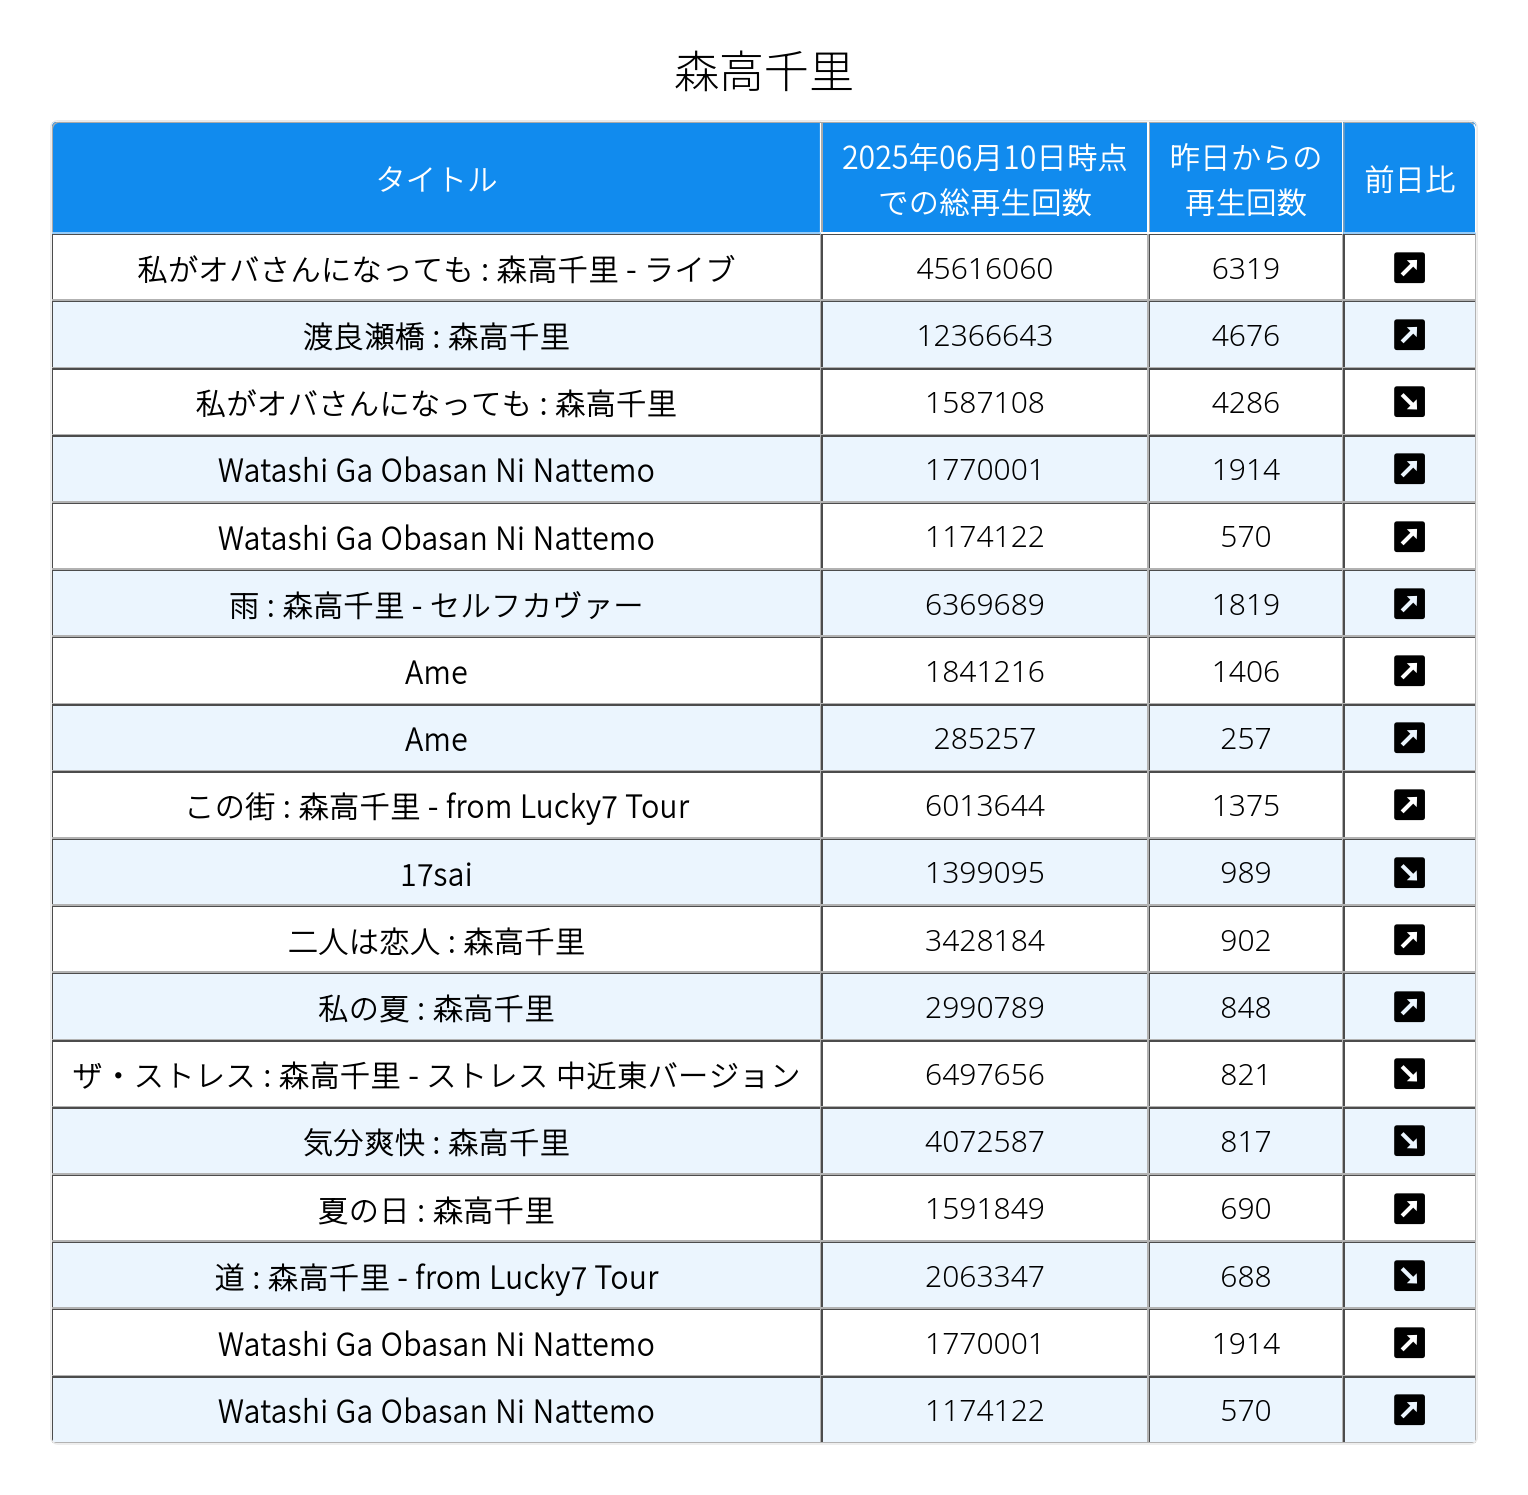 森高千里
タイトル
2025年06月10日時点
での総再生回数
昨日からの
再生回数
前日比
私がオバさんになっても : 森高千里 - ライブ 45616060 6319
渡良瀬橋 : 森高千里 12366643 4676
私がオバさんになっても : 森高千里 1587108 4286
Watashi Ga Obasan Ni Nattemo 1770001 1914
Watashi Ga Obasan Ni Nattemo 1174122 570
雨 : 森高千里 - セルフカヴァー 6369689 1819
Ame 1841216 1406
Ame 285257 257
この街 : 森高千里 - from Lucky7 Tour 6013644 1375
17sai 1399095 989
二人は恋人 : 森高千里 3428184 902
私の夏 : 森高千里 2990789 848
ザ・ストレス : 森高千里 - ストレス 中近東バージョン 6497656 821
気分爽快 : 森高千里 4072587 817
夏の日 : 森高千里 1591849 690
道 : 森高千里 - from Lucky7 Tour 2063347 688
Watashi Ga Obasan Ni Nattemo 1770001 1914
Watashi Ga Obasan Ni Nattemo 1174122 570